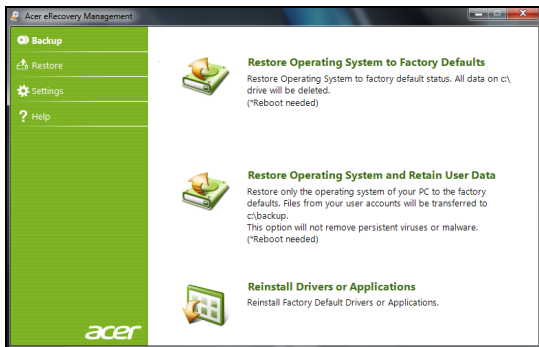 Acer eRecovery Management
Backup
Restore
Settings
? Help
Restore Operating System to Factory Defaults
Restore Operating System to factory default status. All data on c:\
drive will be deleted.
(*Reboot needed)
Restore Operating System and Retain User Data
Restore only the operating system of your PC to the factory
defaults. Files from your user accounts will be transferred to
c:\backup.
This option will not remove persistent viruses or malware.
(*Reboot needed)
Reinstall Drivers or Applications
Reinstall Factory Default Drivers or Applications.
acer